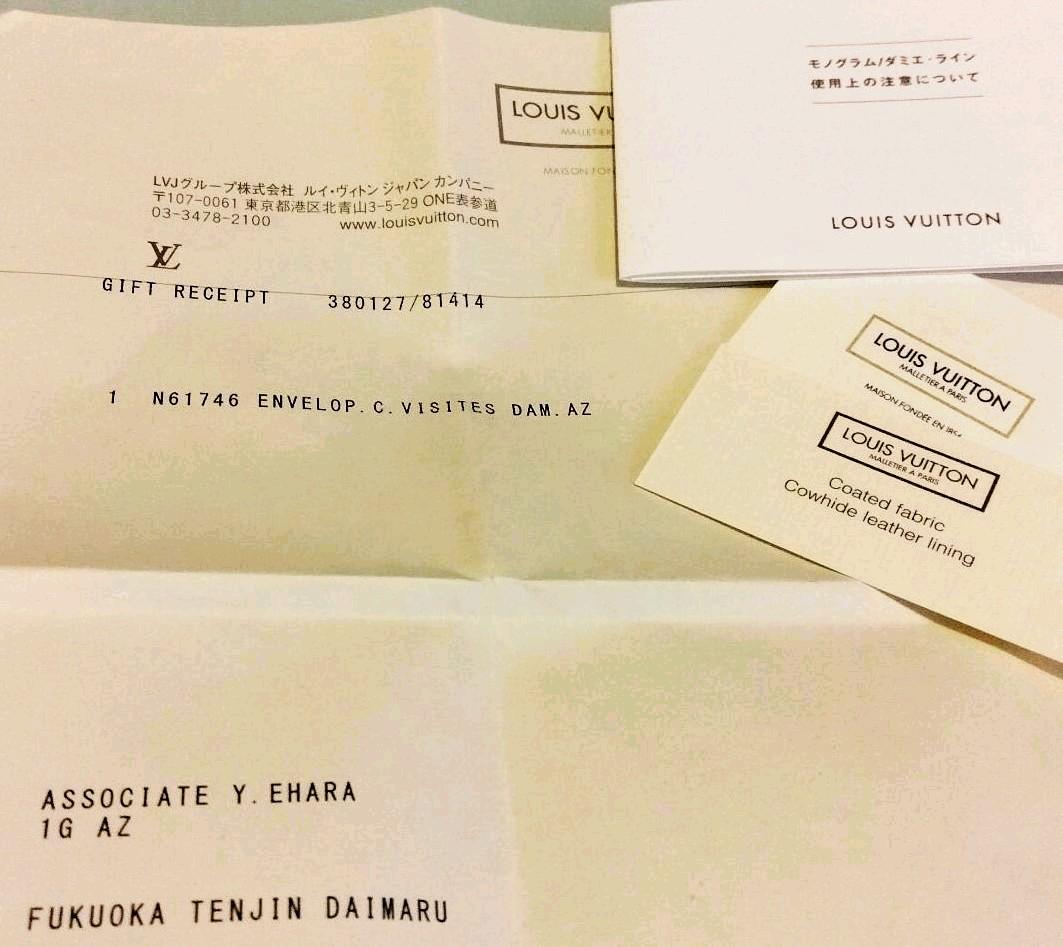 LOUIS VU
MALLETIER
MAISON FON
LVJグループ株式会社 ルイ・ヴィトン ジャパン カンパニー
〒107-0061 東京都港区北青山3-5-29 ONE表参道
03-3478-2100 www.louisvuitton.com
LV
GIFT RECEIPT 380127/81414
1 N61746 ENVELOP.C.VISITES DAM.AZ
ASSOCIATE Y.EHARA
1G AZ
FUKUOKA TENJIN DAIMARU
モノグラム/ダミエ・ライン
使用上の注意について
LOUIS VUITTON
LOUIS VUITTON
MALLETIER A PARIS
MAISON FONDÉE EN
LOUIS VUITTON
MALLETIER A PARIS
Coated fabric
Cowhide leather lining